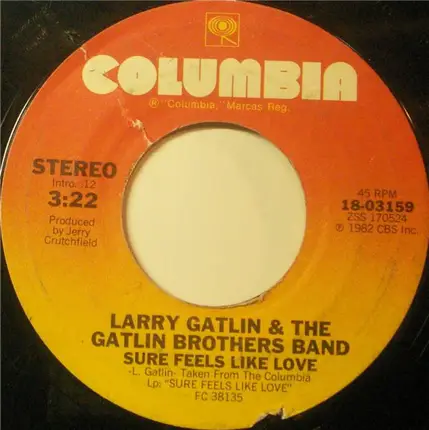 COLUMBIA
® "Columbia," Marcas Reg.
STEREO
Intro. :12
3:22
Produced
by Jerry
Crutchfield
45 RPM
18-03159
ZSS 170524
℗ 1982 CBS Inc.
LARRY GATLIN & THE
GATLIN BROTHERS BAND
SURE FEELS LIKE LOVE
-L. Gatlin- Taken From The Columbia
Lp: "SURE FEELS LIKE LOVE"
FC 38135